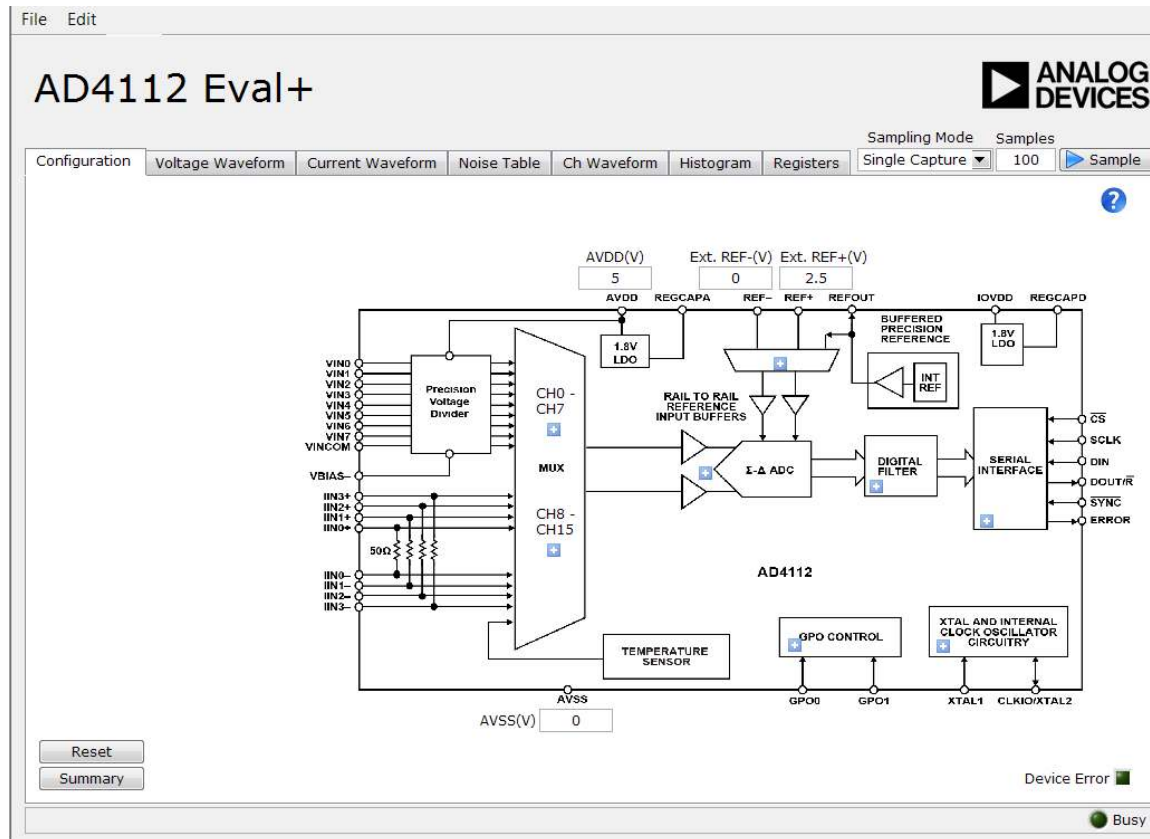 File Edit
AD4112 Eval+
ANALOG
DEVICES
Sampling Mode Samples
Configuration Voltage Waveform Current Waveform Noise Table Ch Waveform Histogram Registers Single Capture 100 Sample
?
AVDD(V) Ext. REF-(V) Ext. REF+(V)
5 0 2.5
AVDD REGCAPA REF– REF+ REFOUT IOVDD REGCAPD
BUFFERED
PRECISION
REFERENCE
1.8V
LDO
1.8V
LDO
INT
REF
VIN0
VIN1
VIN2
VIN3
VIN4
VIN5
VIN6
VIN7
VINCOM
Precision
Voltage
Divider
CH0 -
CH7
RAIL TO RAIL
REFERENCE
INPUT BUFFERS
VBIAS–
MUX
Σ-Δ ADC
DIGITAL
FILTER
SERIAL
INTERFACE
CS
SCLK
DIN
DOUT/R
SYNC
ERROR
IIN3+
IIN2+
IIN1+
IIN0+
CH8 -
CH15
50Ω
IIN0–
IIN1–
IIN2–
IIN3–
AD4112
TEMPERATURE
SENSOR
GPO CONTROL
XTAL AND INTERNAL
CLOCK OSCILLATOR
CIRCUITRY
AVSS GPO0 GPO1 XTAL1 CLKIO/XTAL2
AVSS(V) 0
Reset
Summary
Device Error
Busy